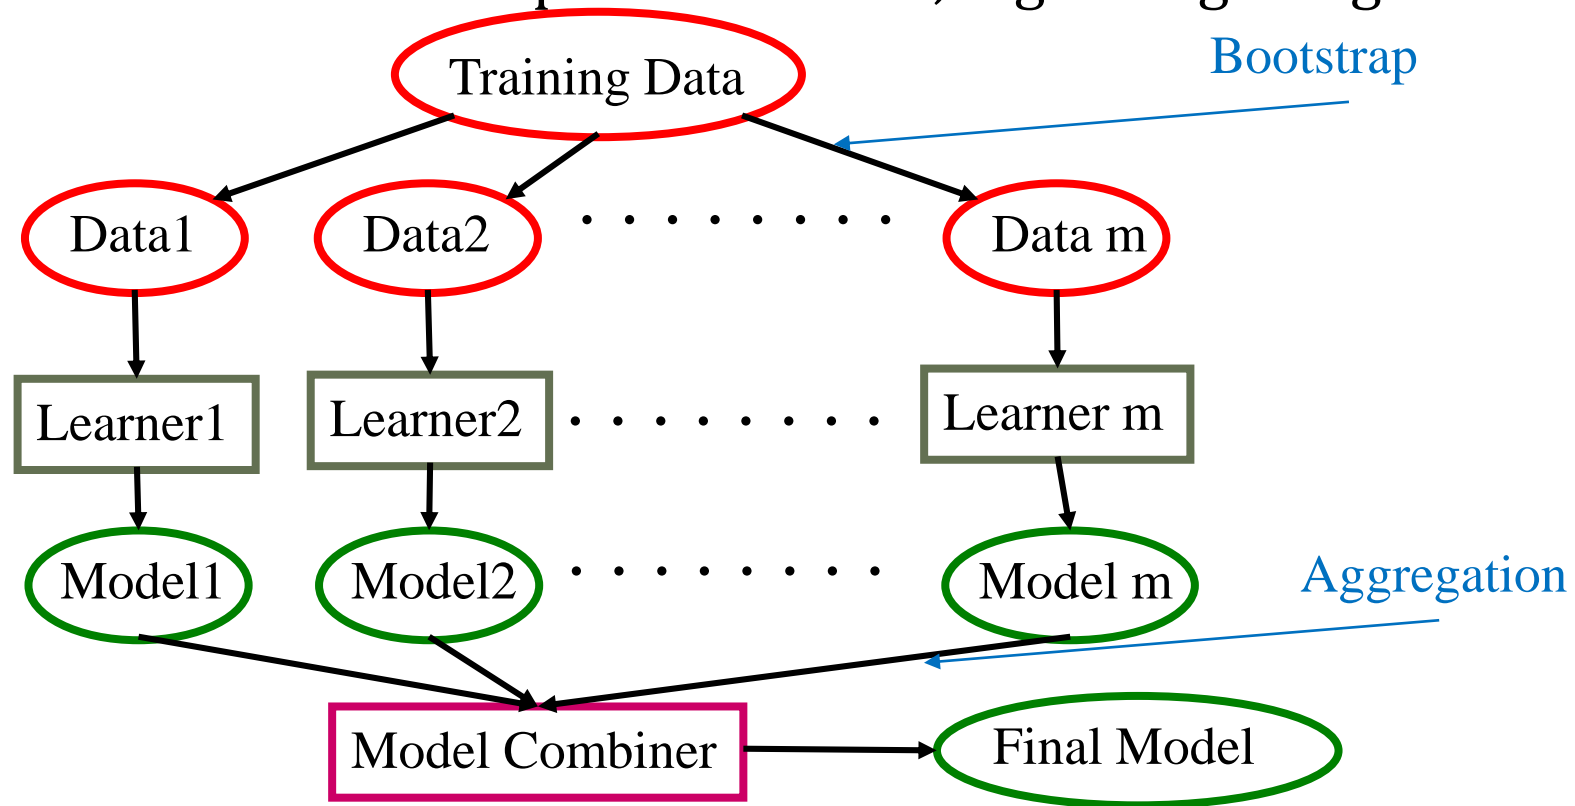 Training Data
Bootstrap
Data1
Data2
Data m
Learner1
Learner2
Learner m
Model1
Model2
Model m
Aggregation
Model Combiner
Final Model